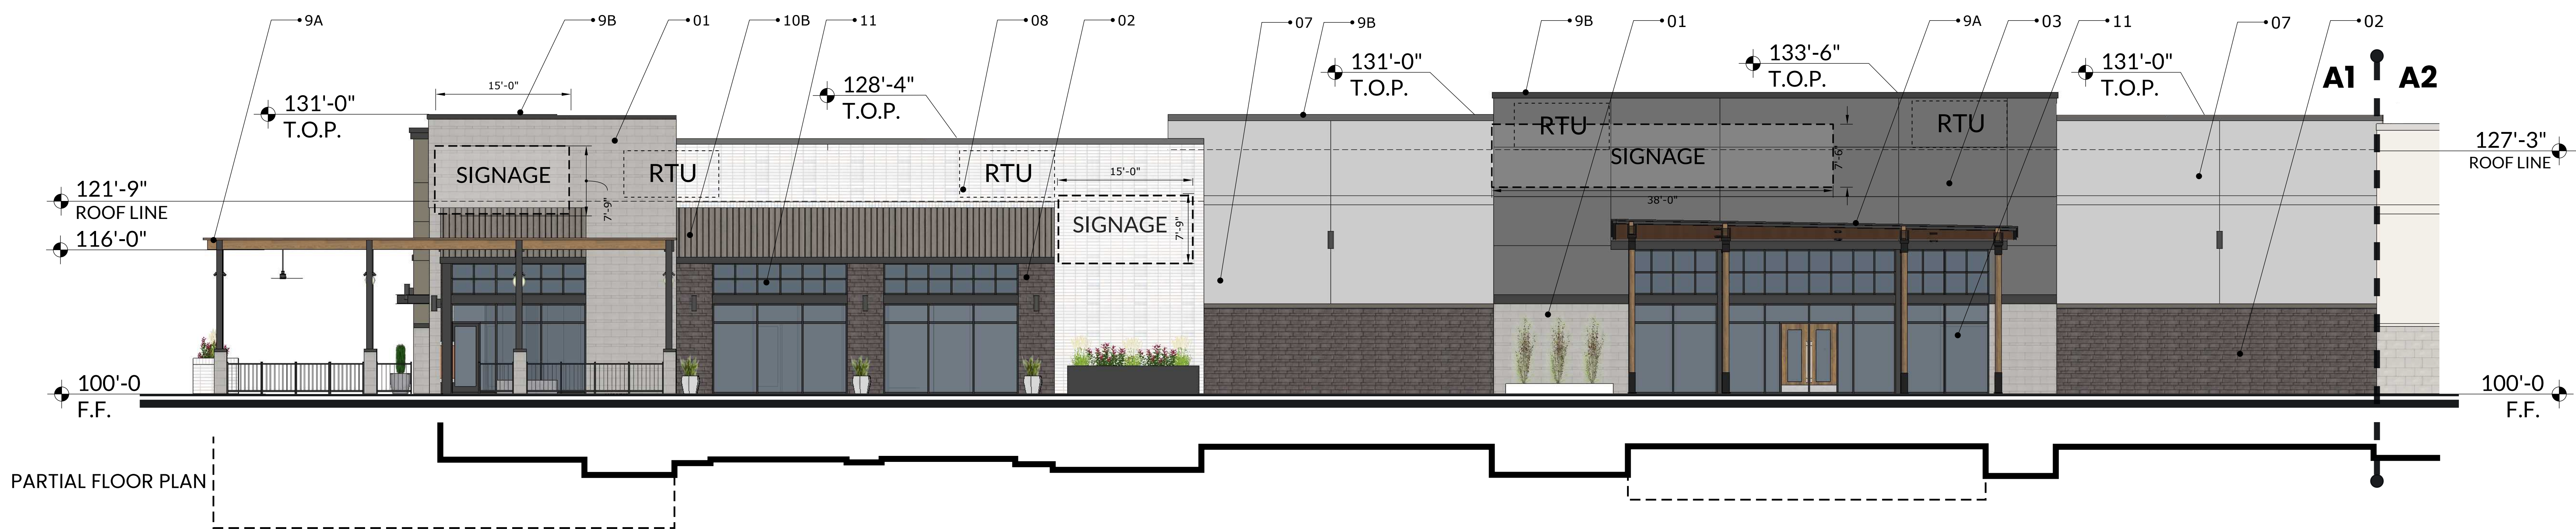 9A
9B
01
10B
11
08
02
07
9B
9B
01
9A
03
11
07
02
A1
A2
15'-0"
131'-0"
T.O.P.
128'-4"
T.O.P.
131'-0"
T.O.P.
133'-6"
T.O.P.
131'-0"
T.O.P.
127'-3"
ROOF LINE
SIGNAGE
7'-9"
RTU
RTU
15'-0"
SIGNAGE
7'-9"
RTU
SIGNAGE
7'-6"
38'-0"
RTU
121'-9"
ROOF LINE
116'-0"
100'-0
F.F.
100'-0
F.F.
PARTIAL FLOOR PLAN